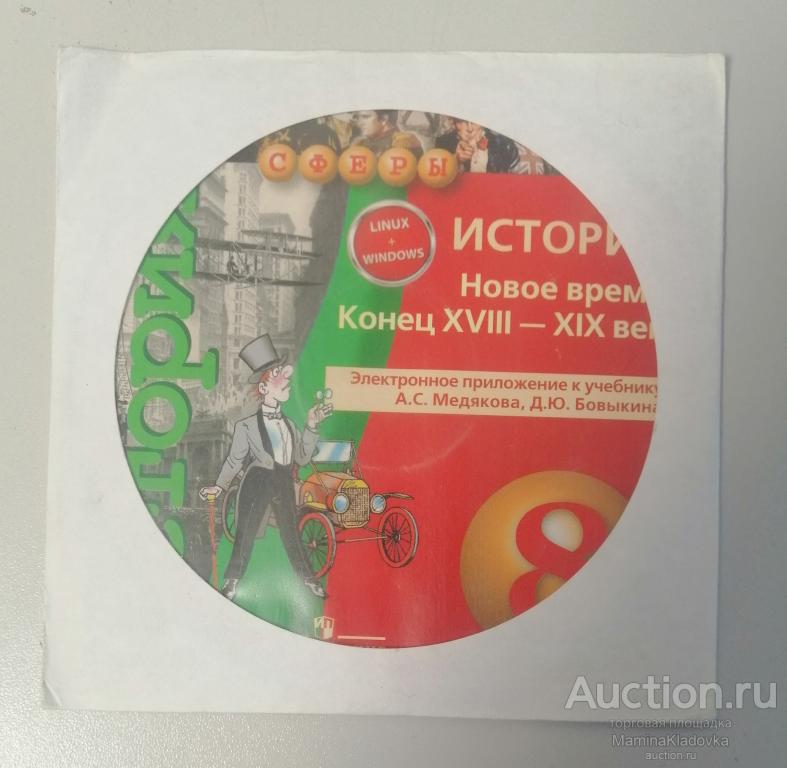 СФЕРЫ
LINUX
+
WINDOWS
ИСТОРИ
Новое врем
Конец XVIII — XIX ве
Электронное приложение к учебнику
А.С. Медякова, Д.Ю. Бовыкина
8
ИП
Auction.ru
торговая площадка
MaminaKladovka
auction.ru